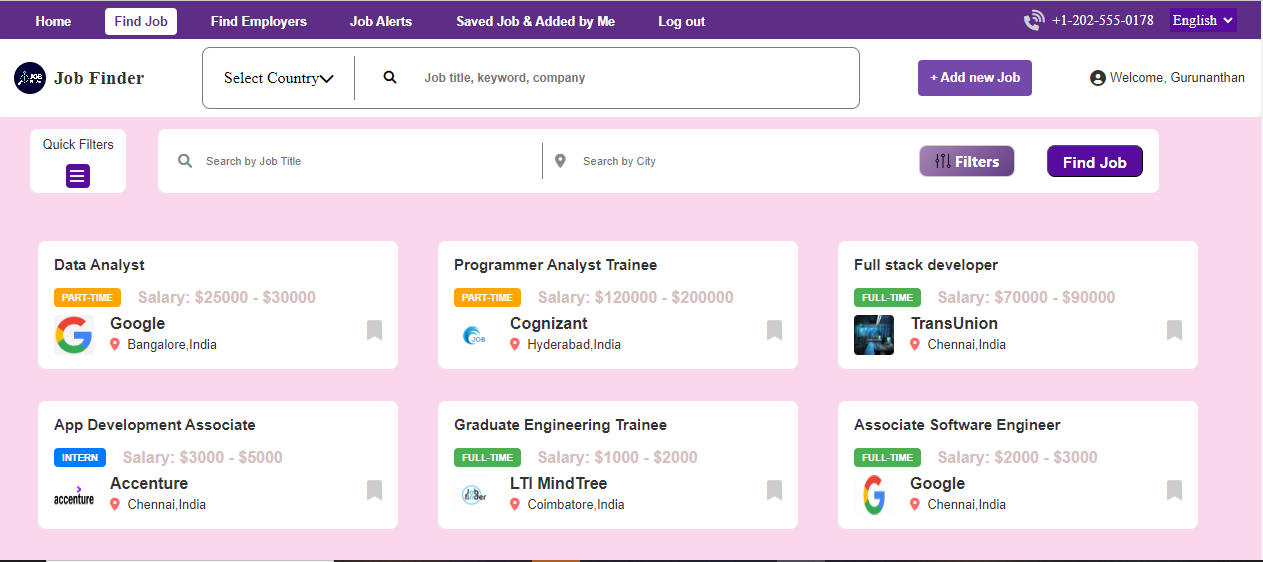 Home Find Job Find Employers Job Alerts Saved Job & Added by Me Log out +1-202-555-0178 English
JOB
Job Finder Select Country Job title, keyword, company + Add new Job Welcome, Gurunanthan
Quick Filters
Search by Job Title Search by City Filters Find Job
Data Analyst
PART-TIME Salary: $25000 - $30000
Google
Bangalore,India
Programmer Analyst Trainee
PART-TIME Salary: $120000 - $200000
JOB
Cognizant
Hyderabad,India
Full stack developer
FULL-TIME Salary: $70000 - $90000
TransUnion
Chennai,India
App Development Associate
INTERN Salary: $3000 - $5000
accenture
Accenture
Chennai,India
Graduate Engineering Trainee
FULL-TIME Salary: $1000 - $2000
LTI MindTree
Coimbatore,India
Associate Software Engineer
FULL-TIME Salary: $2000 - $3000
Google
Chennai,India